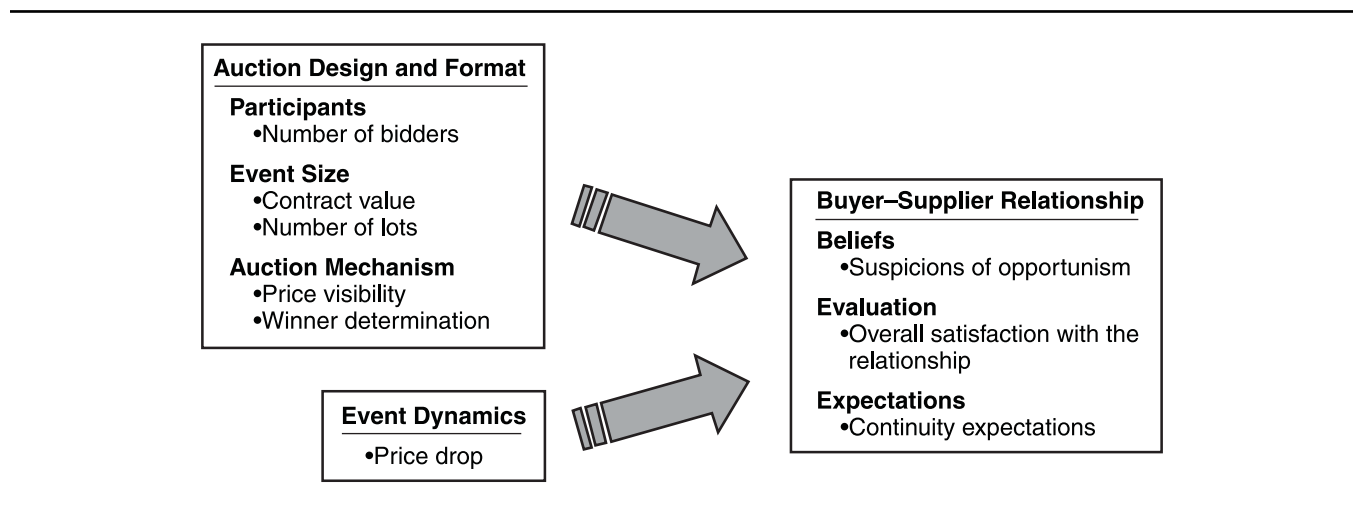 Auction Design and Format
Participants
•Number of bidders
Event Size
•Contract value
•Number of lots
Auction Mechanism
•Price visibility
•Winner determination
Event Dynamics
•Price drop
Buyer–Supplier Relationship
Beliefs
•Suspicions of opportunism
Evaluation
•Overall satisfaction with the
relationship
Expectations
•Continuity expectations